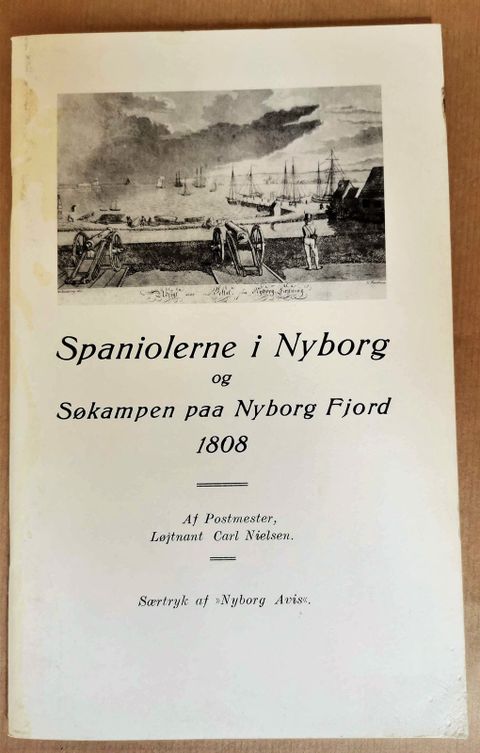 Spaniolerne i Nyborg
og
Søkampen paa Nyborg Fjord
1808
Af Postmester,
Løjtnant Carl Nielsen.
Særtryk af »Nyborg Avis«.